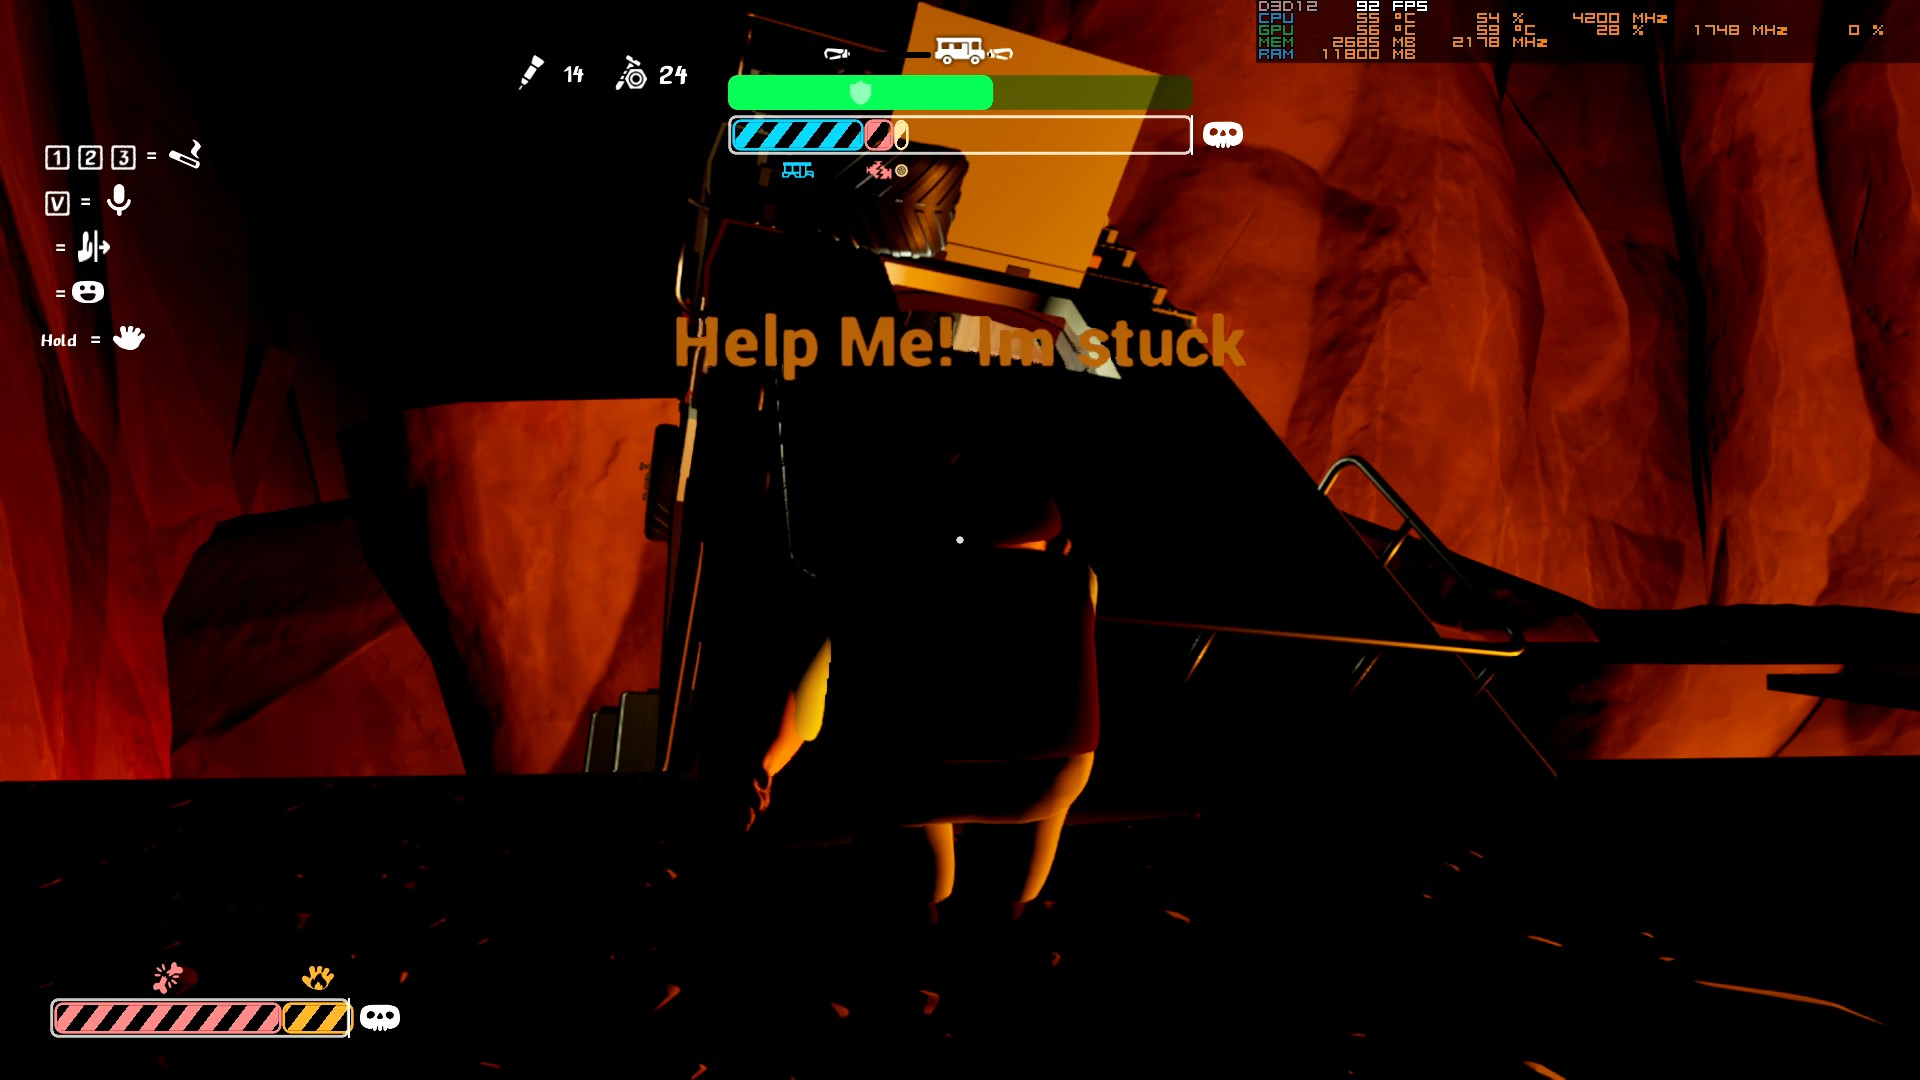 D3D12 92 FPS
CPU 55 °C 54 % 4200 MHz
GPU 56 °C 59 °C 28 % 1748 MHz 0 %
MEM 2685 MB 2178 MHz
RAM 11800 MB
14 24
1 2 3 =
V =
=
=
Hold =
Help Me! Im stuck